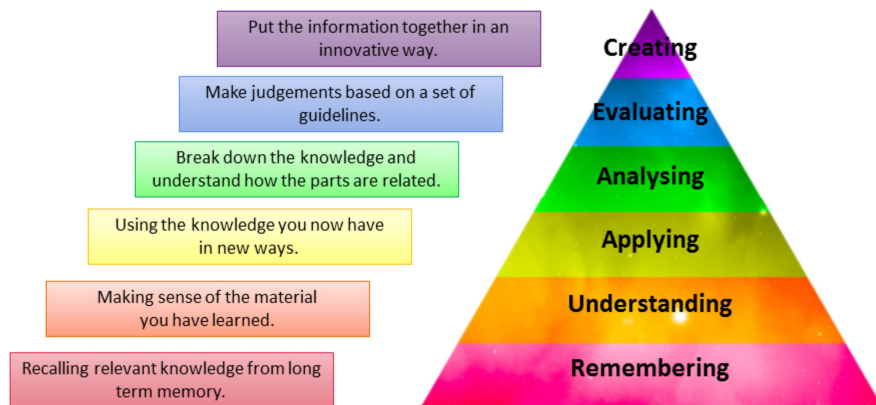 Put the information together in an
innovative way.
Creating
Make judgements based on a set of
guidelines.
Evaluating
Break down the knowledge and
understand how the parts are related.
Analysing
Using the knowledge you now have
in new ways.
Applying
Making sense of the material
you have learned.
Understanding
Recalling relevant knowledge from long
term memory.
Remembering